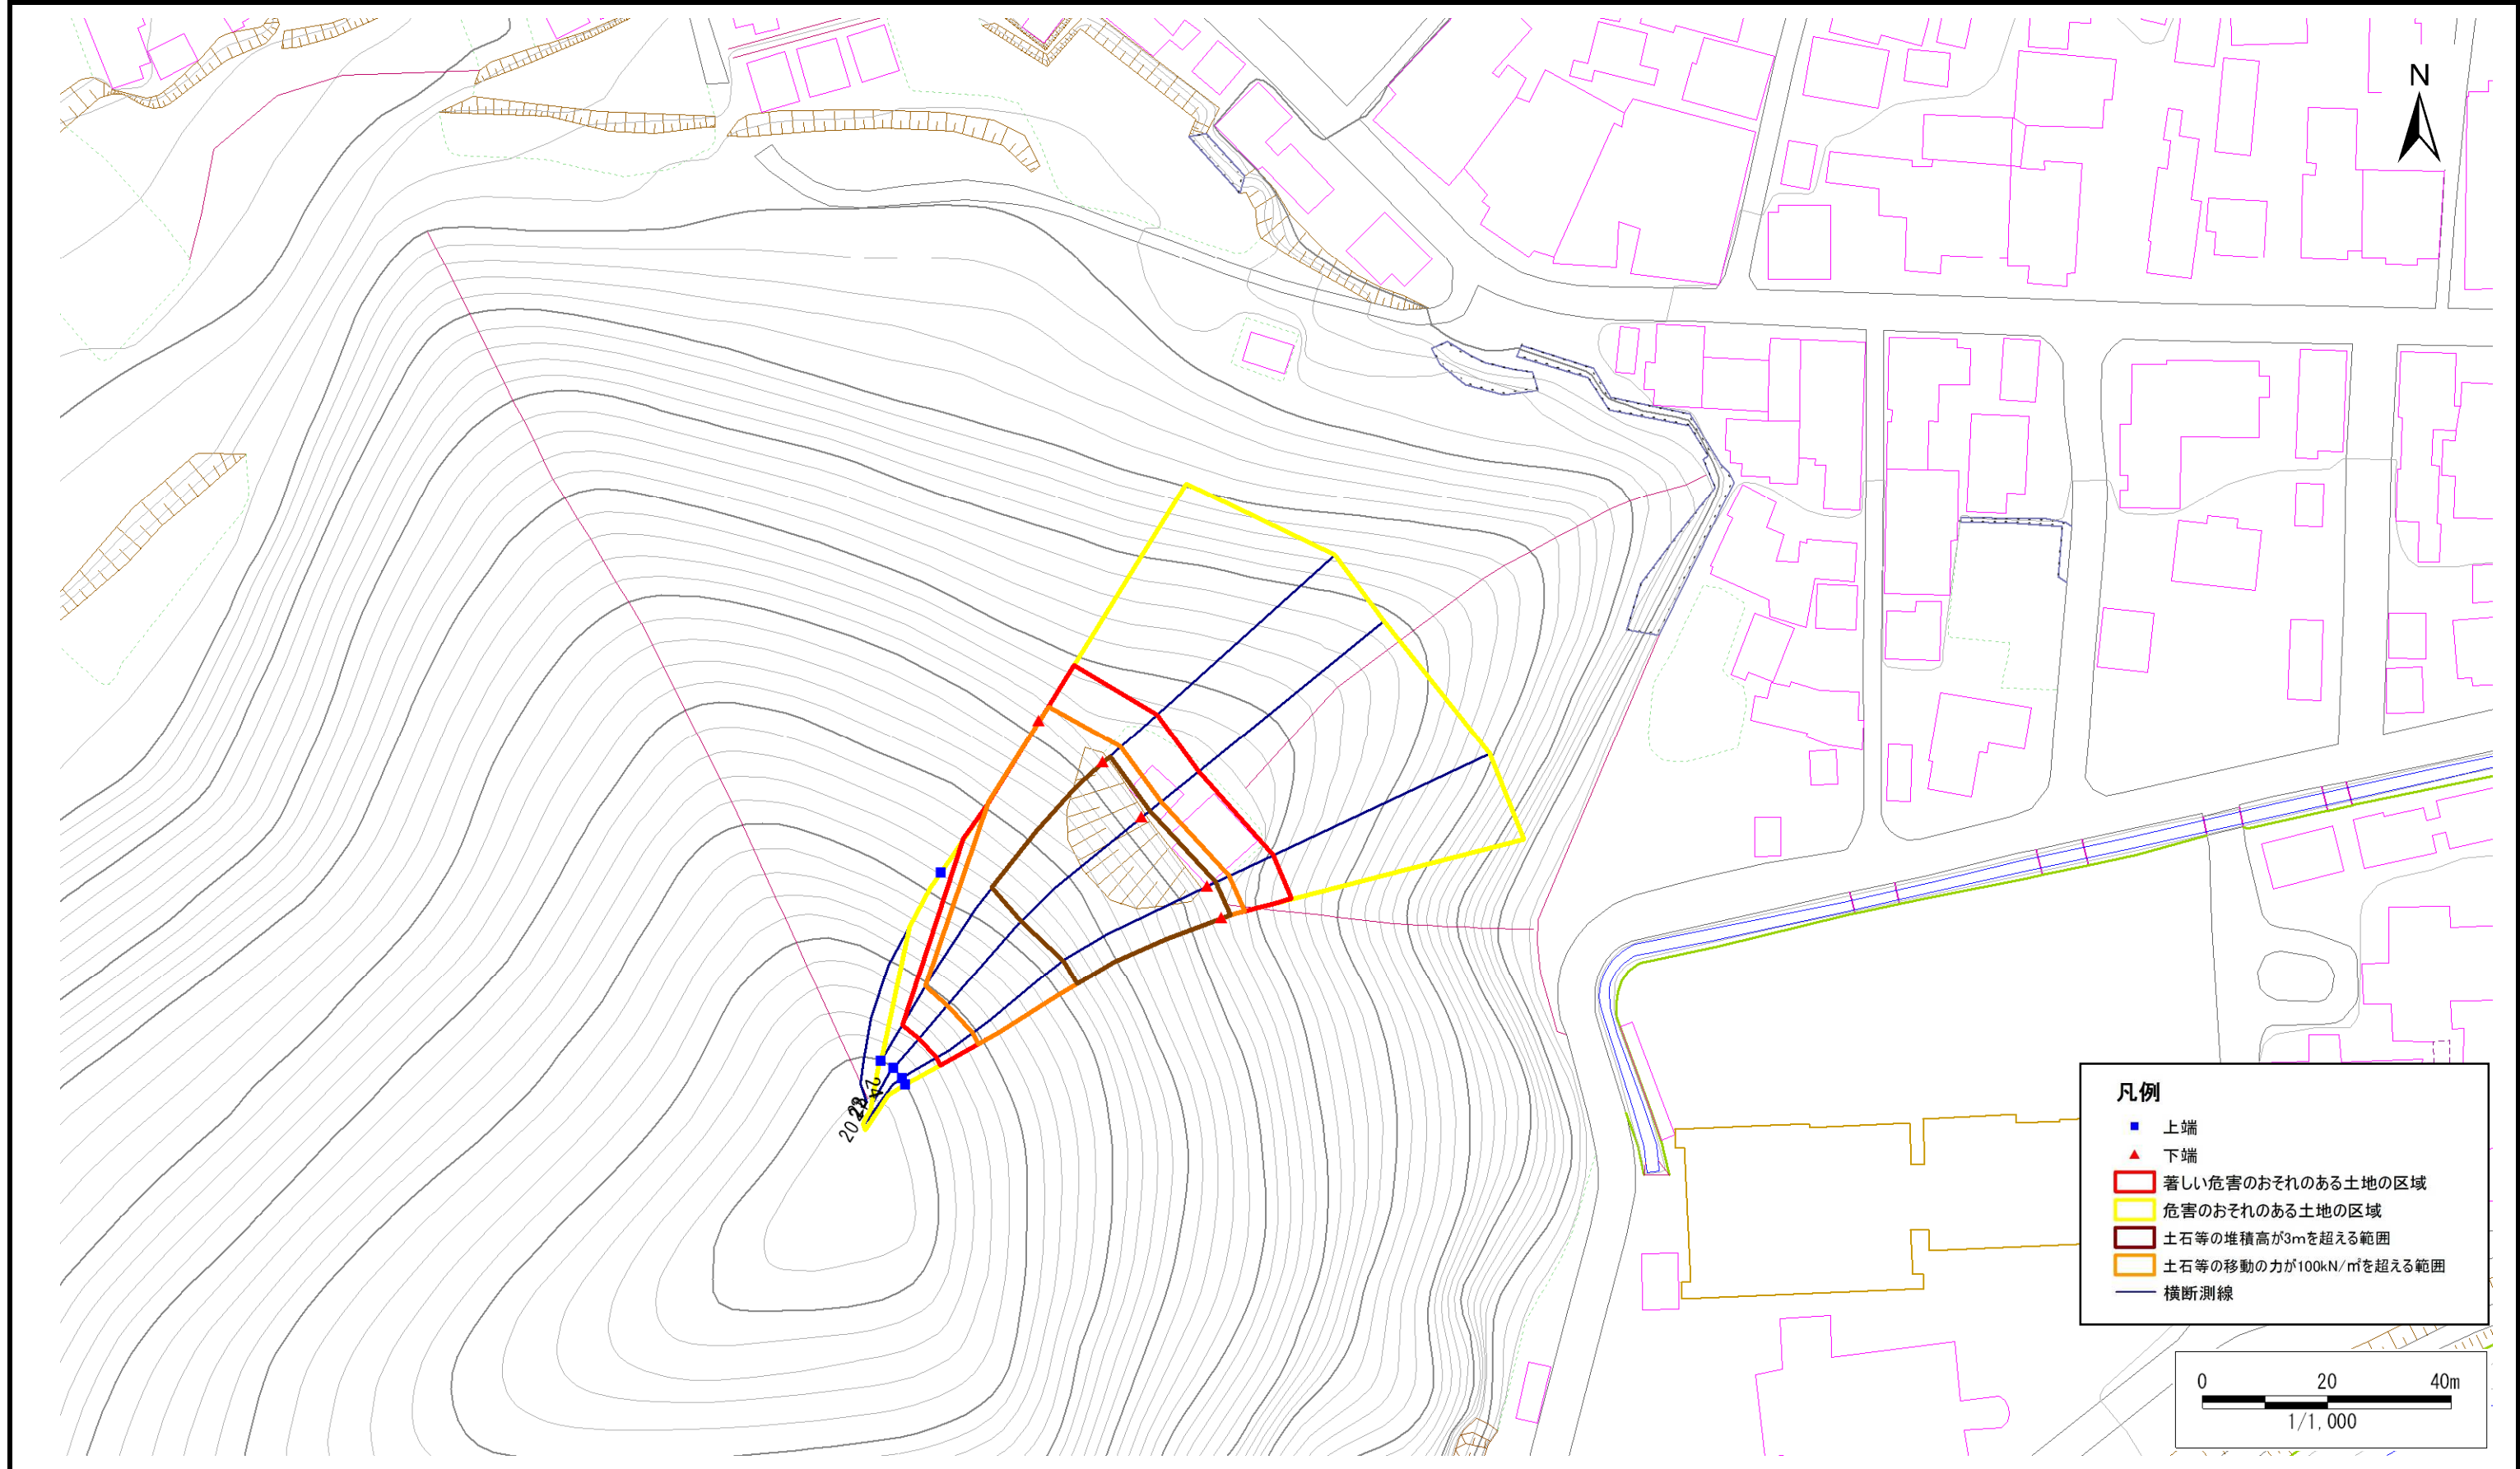 N
20
凡例
上端
下端
著しい危害のおそれのある土地の区域
危害のおそれのある土地の区域
土石等の堆積高が3mを超える範囲
土石等の移動の力が100kN/㎡を超える範囲
横断測線
0 20 40m
1/1,000